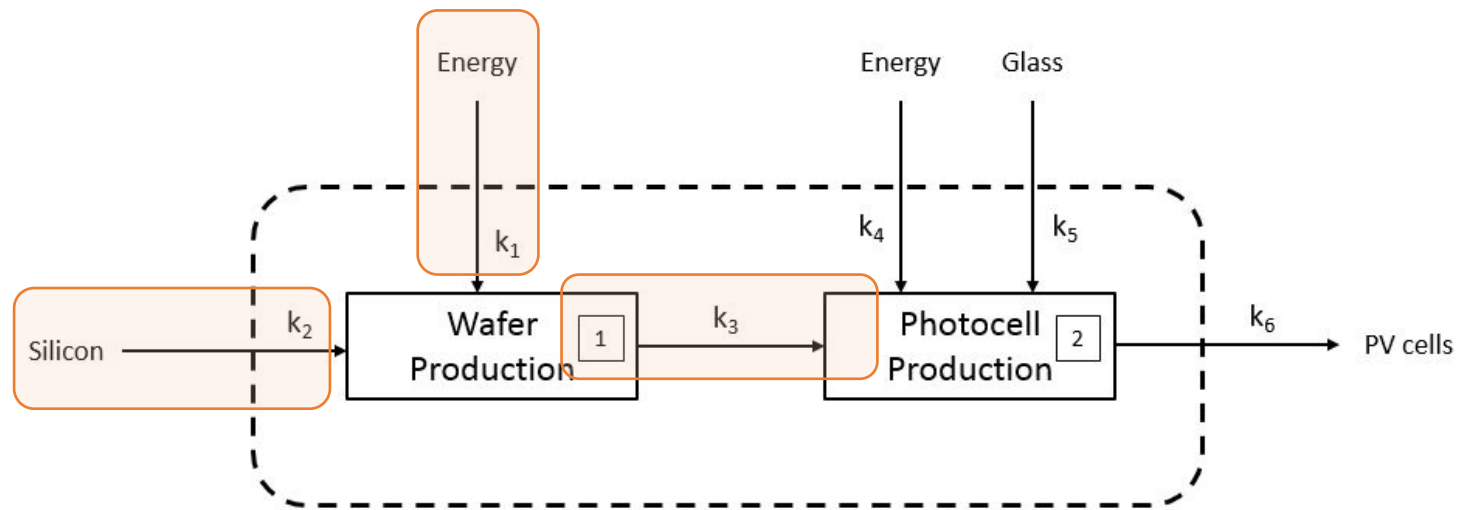 Energy
Energy
Glass
k₁
k₄
k₅
Silicon
k₂
Wafer
Production
1
k₃
Photocell
Production
2
k₆
PV cells